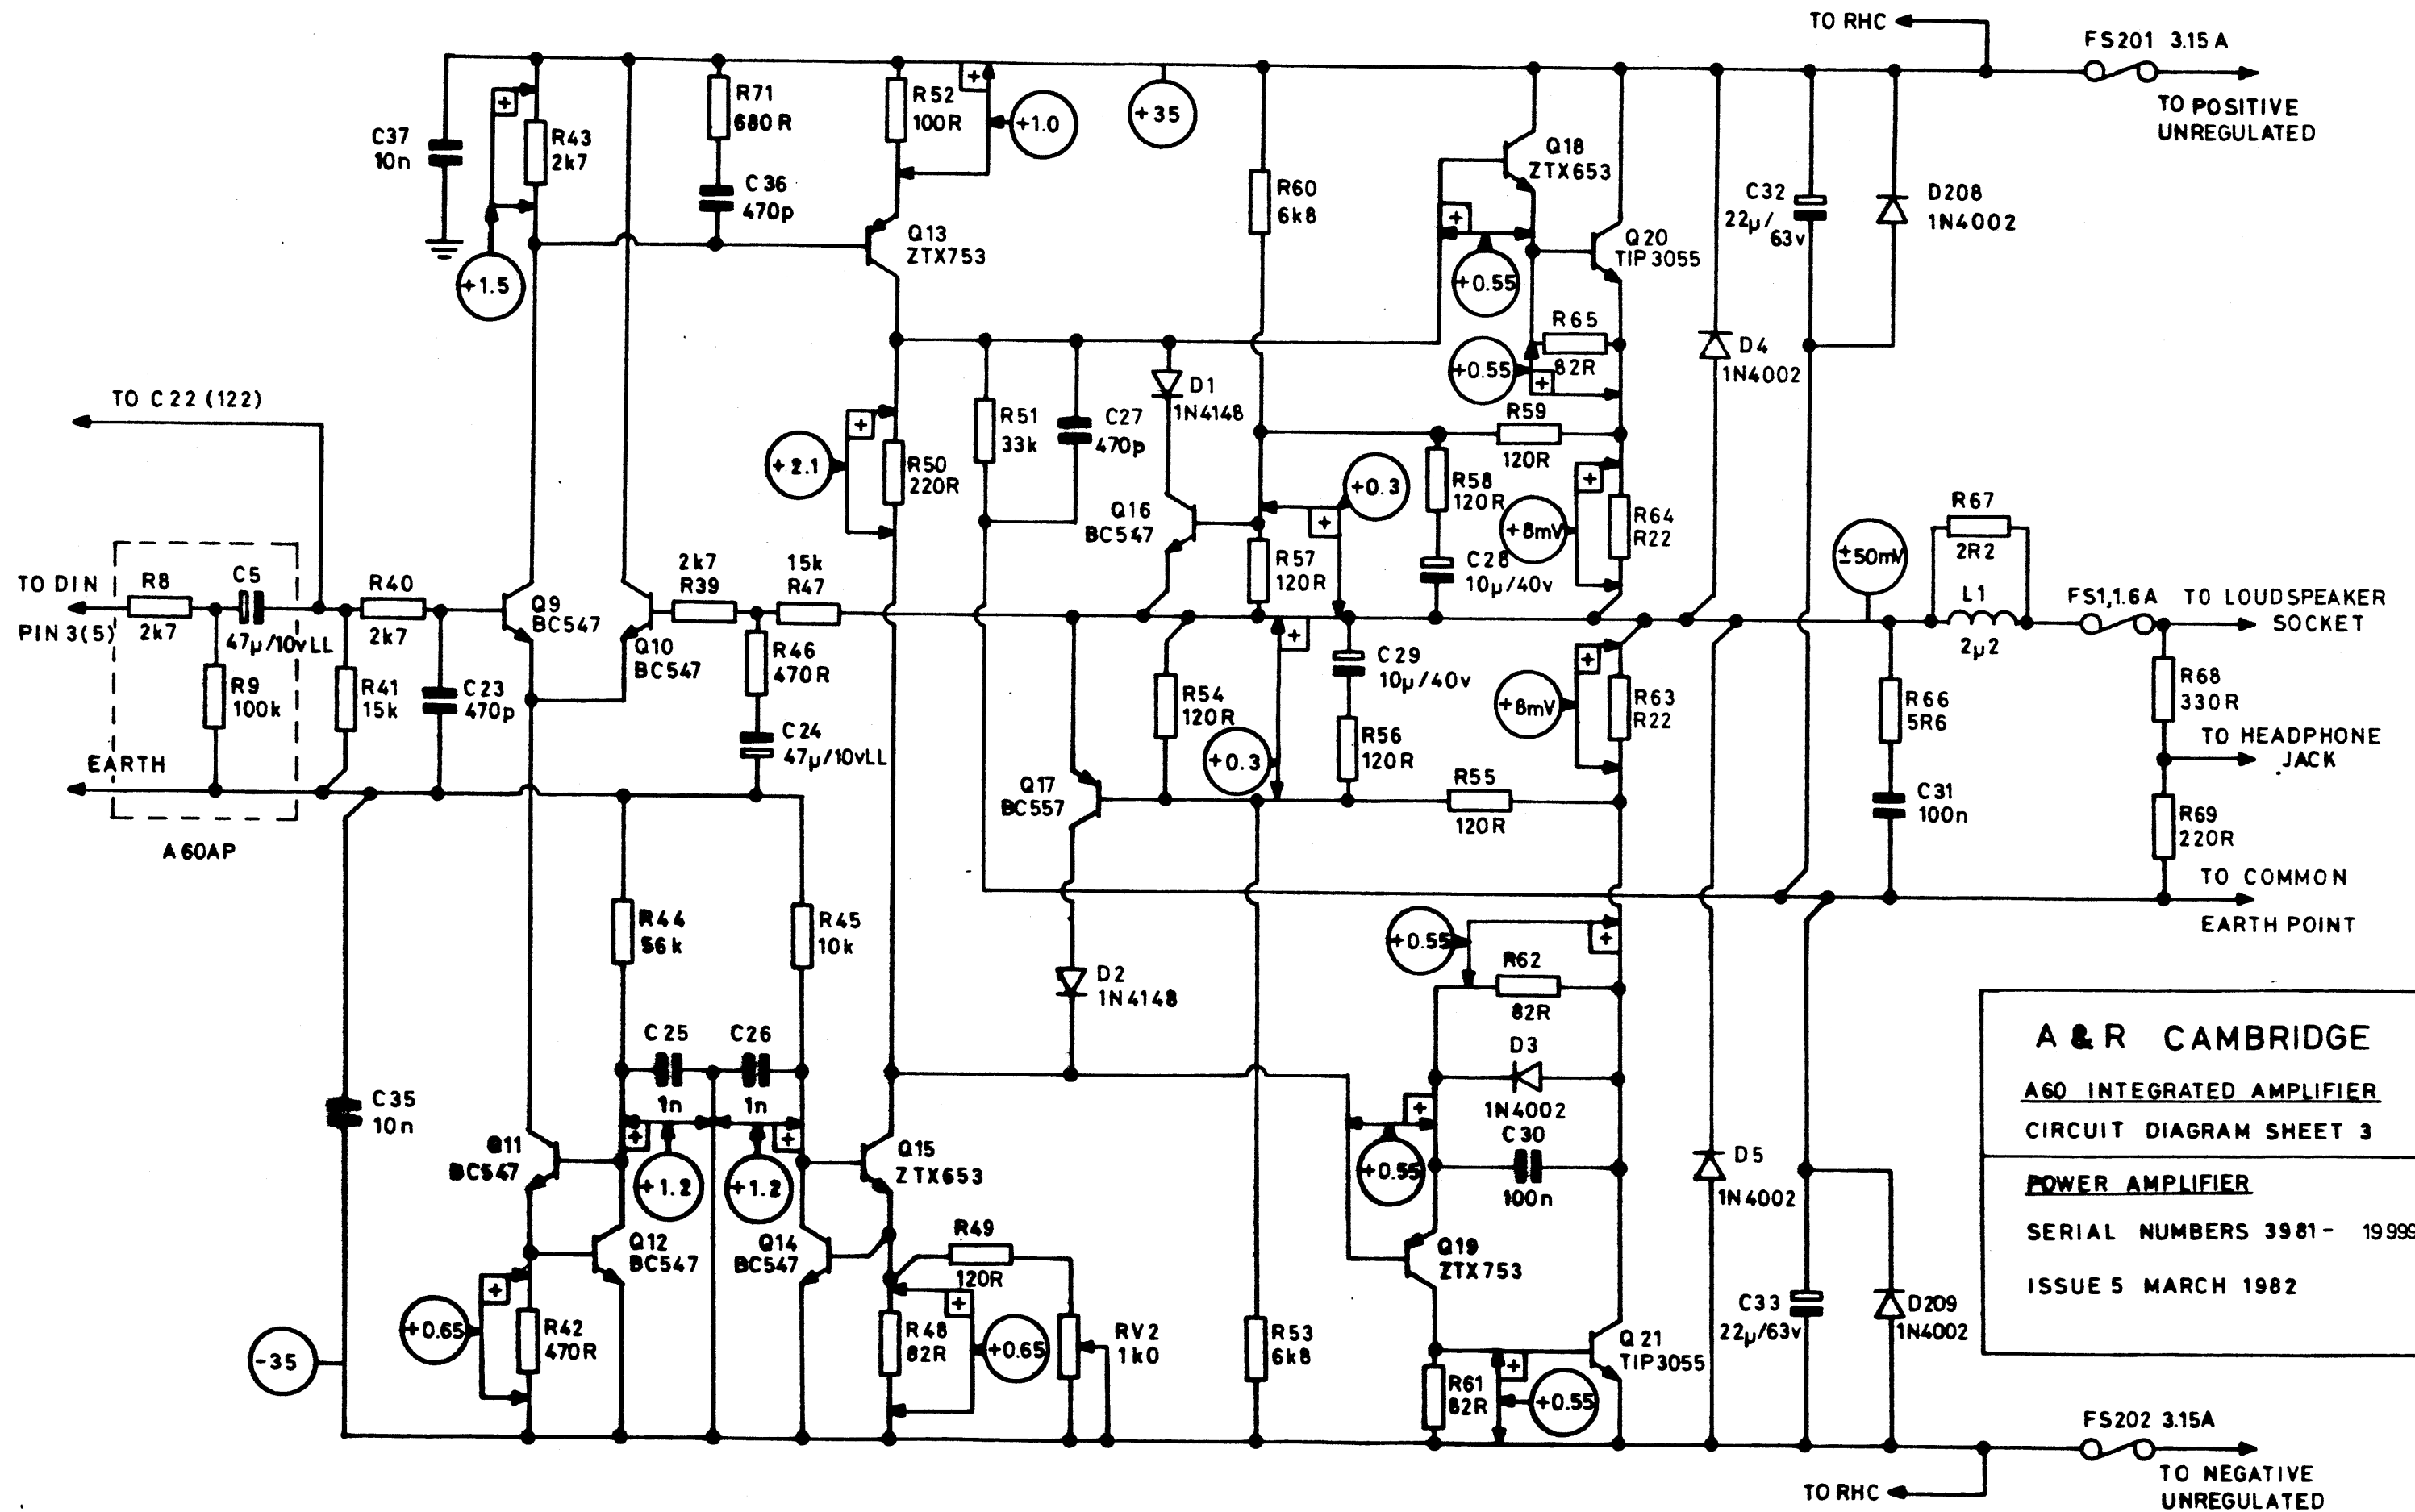 TO RHC
FS201 3.15A
TO POSITIVE
UNREGULATED
C37
10n
+
R43
2k7
+1.5
R71
680R
C36
470p
R52
100R
+
+1.0
+35
Q13
ZTX753
R60
6k8
Q18
ZTX653
+
+0.55
Q20
TIP3055
C32
22µ/
63v
D208
1N4002
R65
82R
+0.55
+
D4
1N4002
TO C22 (122)
D1
1N4148
R51
33k
C27
470p
+
+2.1
R50
220R
R59
120R
R58
120R
+0.3
+
Q16
BC547
+
+8mV
R64
R22
R67
2R2
±50mV
R57
120R
C28
10µ/40v
TO DIN
PIN 3(5)
R8
2k7
C5
47µ/10vLL
R40
2k7
Q9
BC547
2k7
R39
15k
R47
Q10
BC547
L1
2µ2
FS1,1.6A
TO LOUDSPEAKER
SOCKET
R9
100k
R41
15k
C23
470p
R46
470R
C24
47µ/10vLL
R54
120R
+
+0.3
C29
10µ/40v
R56
120R
+
+8mV
R63
R22
R66
5R6
C31
100n
R68
330R
TO HEADPHONE
JACK
R69
220R
EARTH
A60AP
Q17
BC557
R55
120R
TO COMMON
EARTH POINT
R44
56k
R45
10k
D2
1N4148
+0.55
+
R62
82R
D3
1N4002
C25
1n
C26
1n
C35
10n
+
+1.2
+
+1.2
Q11
BC547
Q15
ZTX653
+
+0.55
C30
100n
D5
1N4002
Q12
BC547
Q14
BC547
R49
120R
Q19
ZTX753
+
+0.65
R42
470R
R48
82R
+
+0.65
RV2
1k0
R53
6k8
R61
82R
+
+0.55
Q21
TIP3055
C33
22µ/63v
D209
1N4002
-35
A & R CAMBRIDGE
A60 INTEGRATED AMPLIFIER
CIRCUIT DIAGRAM SHEET 3
POWER AMPLIFIER
SERIAL NUMBERS 3981- 19999
ISSUE 5 MARCH 1982
FS202 3.15A
TO RHC
TO NEGATIVE
UNREGULATED